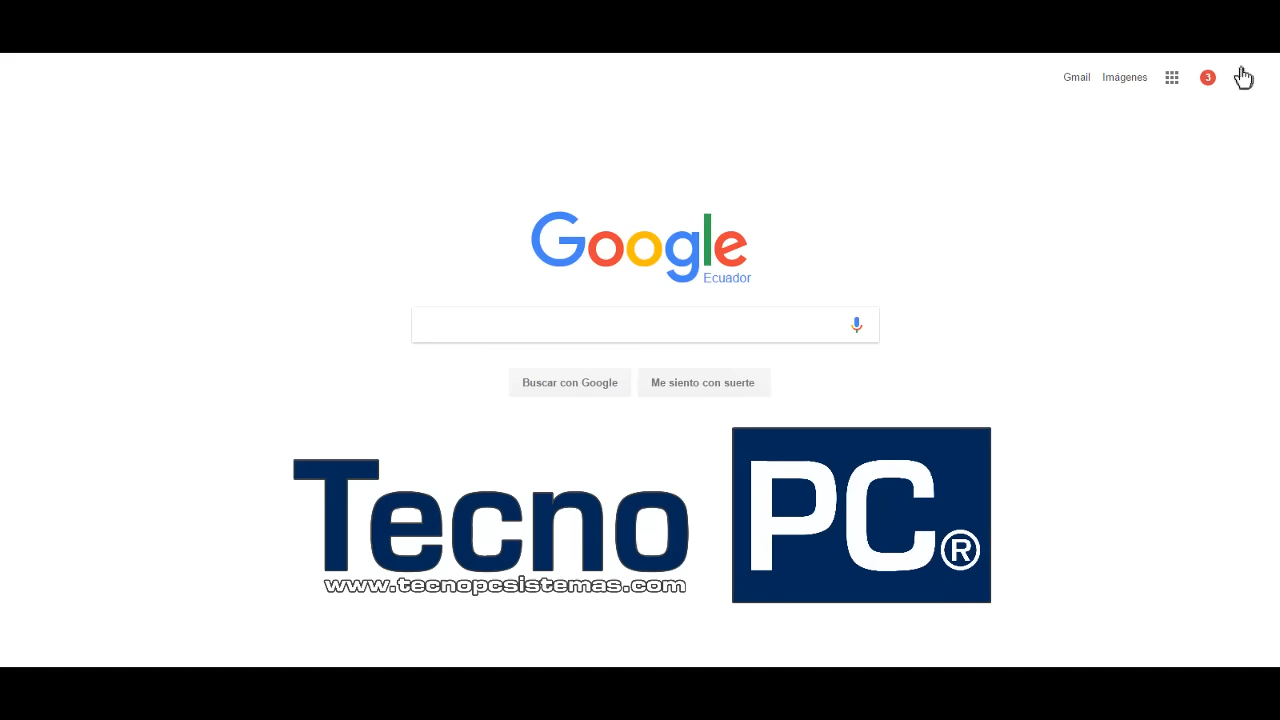 Gmail Imágenes 3
Google
Ecuador
Buscar con Google Me siento con suerte
Tecno PC®
www.tecnopcsistemas.com